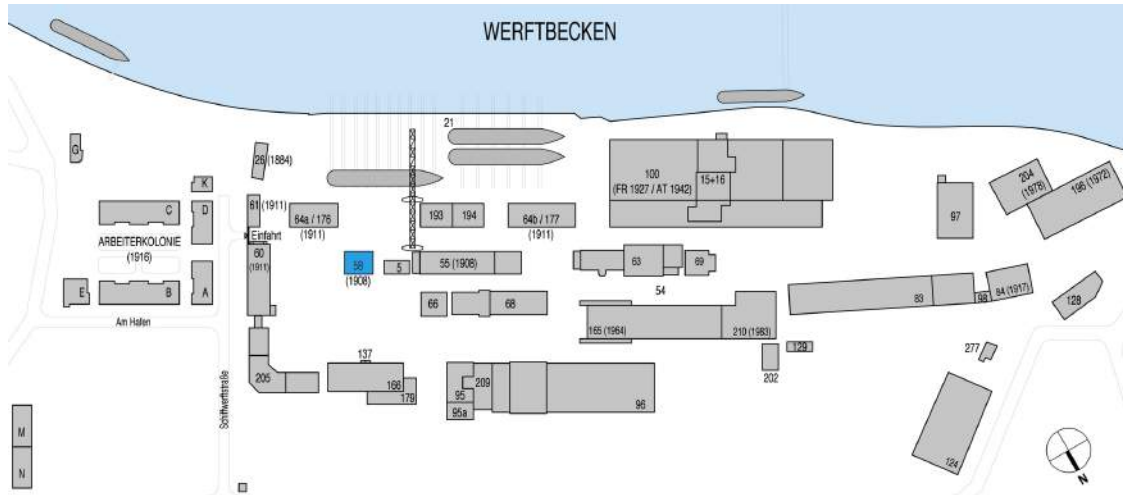 WERFTBECKEN
21
G
26 (1884)
K
61 (1911)
C
D
64a / 176
(1911)
193
194
64b / 177
(1911)
100
(FR 1927 / AT 1942)
15+16
97
204
(1978)
196 (1972)
Einfahrt
ARBEITERKOLONIE
(1916)
60
(1911)
58
(1908)
5
55 (1908)
63
69
54
E
B
A
66
68
83
98
84 (1917)
128
Am Hafen
165 (1964)
210 (1983)
129
202
277
137
205
166
179
209
95
95a
96
124
Schiffwerftstraße
M
N
N